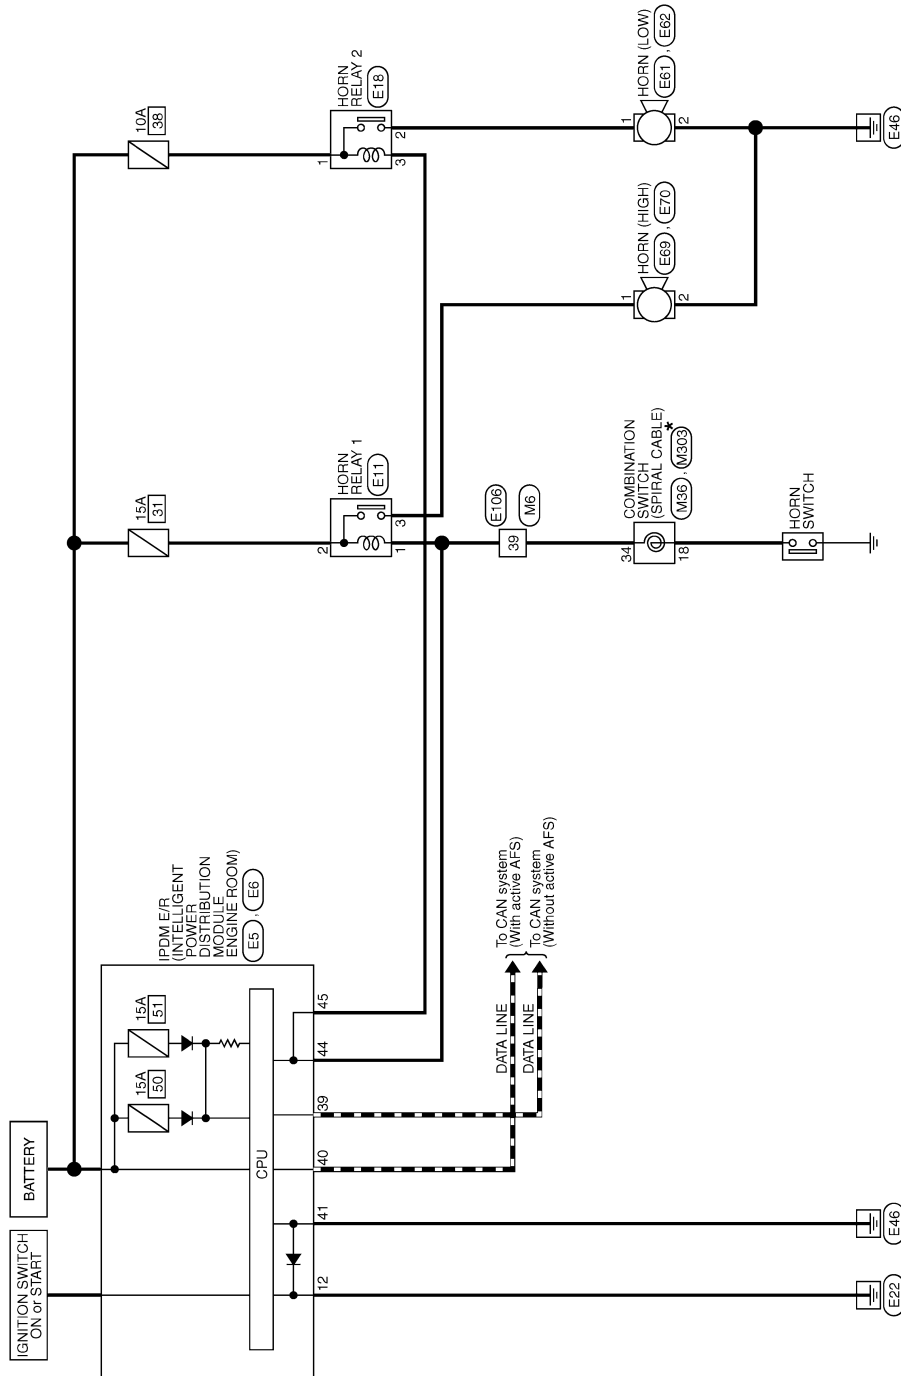 IGNITION SWITCH
ON or START
BATTERY
15A
50
15A
51
IPDM E/R
(INTELLIGENT
POWER
DISTRIBUTION
MODULE
ENGINE ROOM)
E5 , E6
CPU
12
41
40
39
44
45
DATA LINE
DATA LINE
To CAN system
(With active AFS)
To CAN system
(Without active AFS)
E22
E46
15A
31
10A
38
HORN
RELAY 1
E11
2
1
3
HORN
RELAY 2
E18
1
3
2
E106
39
M6
COMBINATION
SWITCH
(SPIRAL CABLE)
*
M36 , M303
34
18
HORN
SWITCH
HORN (HIGH)
E69 , E70
1
2
HORN (LOW)
E61 , E62
1
2
E46